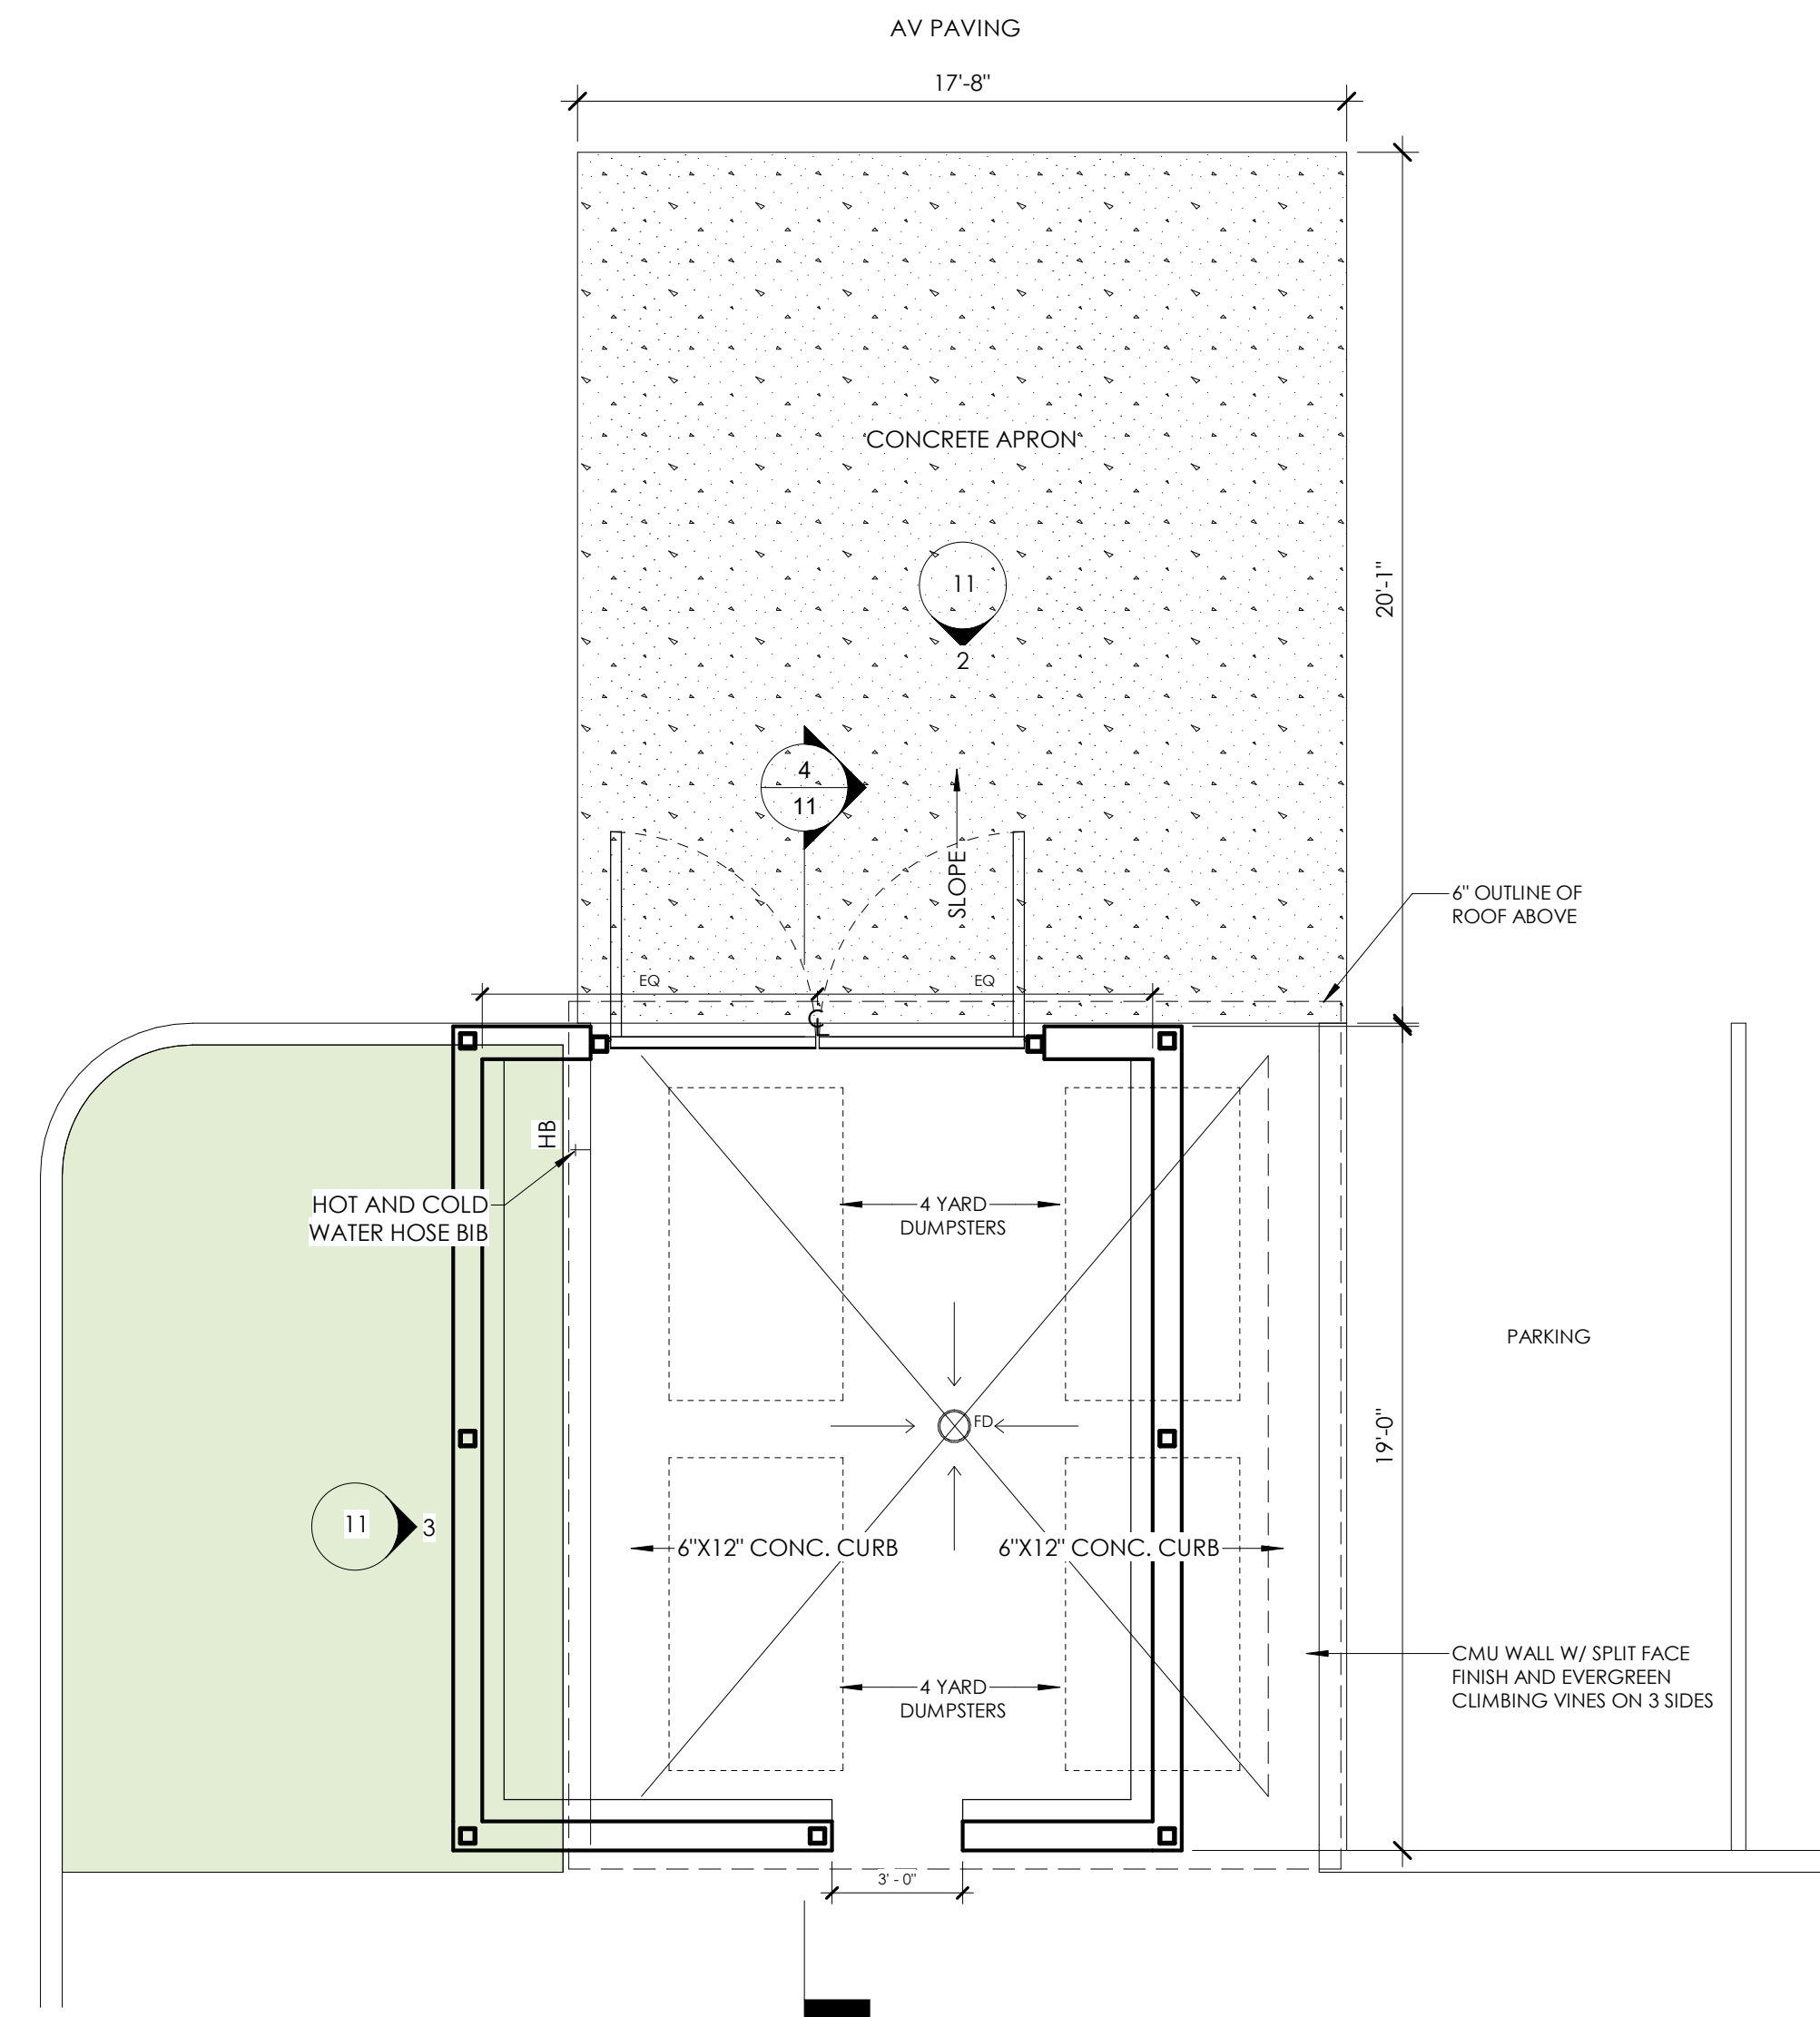 AV PAVING
17'-8"
CONCRETE APRON
11
2
20'-1"
4
11
SLOPE
6" OUTLINE OF
ROOF ABOVE
EQ
EQ
CL
HB
HOT AND COLD
WATER HOSE BIB
4 YARD
DUMPSTERS
PARKING
FD
19'-0"
11
3
6"X12" CONC. CURB
6"X12" CONC. CURB
CMU WALL W/ SPLIT FACE
FINISH AND EVERGREEN
CLIMBING VINES ON 3 SIDES
4 YARD
DUMPSTERS
3' - 0"